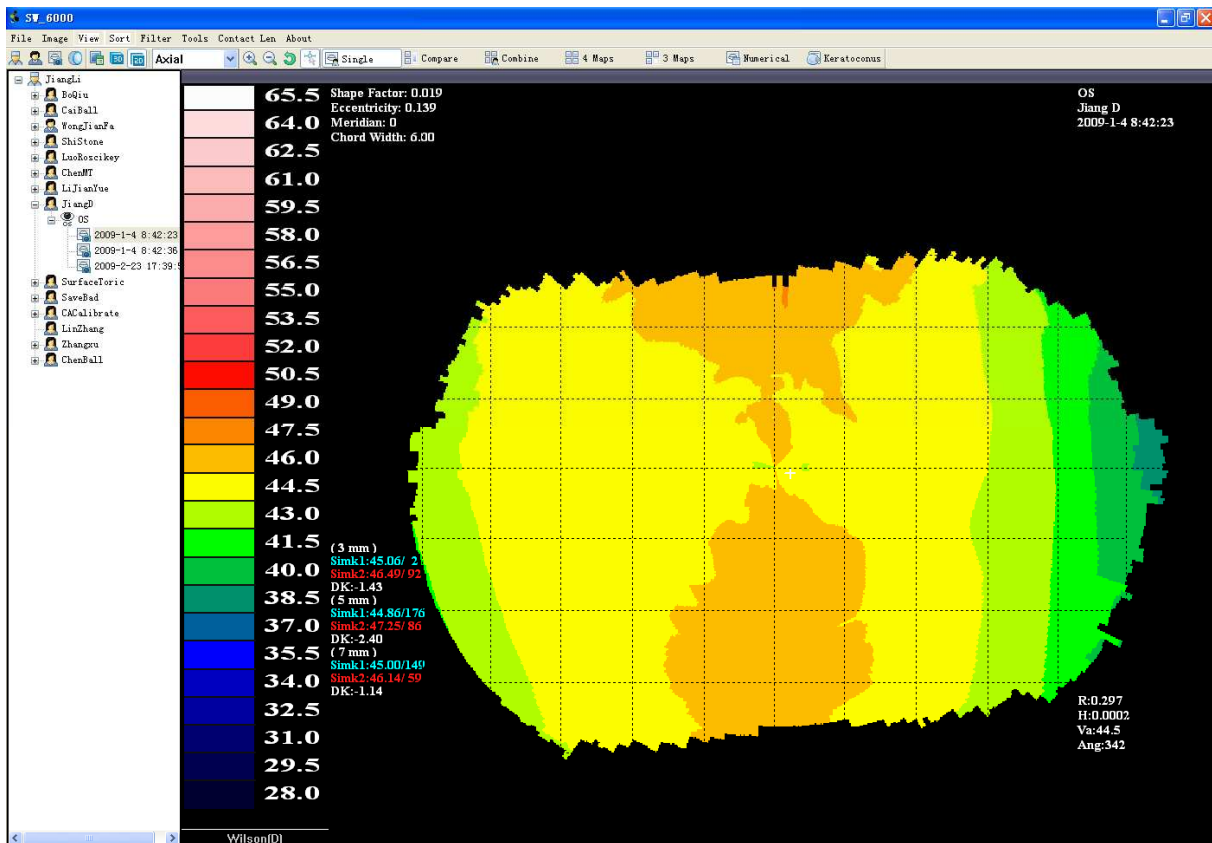 SW_6000
File Image View Sort Filter Tools Contact Len About
Axial Single Compare Combine 4 Maps 3 Maps Numerical Keratoconus
JiangLi
BoQiu
CaiBall
WongJianFa
ShiStone
LuoRoscikey
ChenMT
LiJianYue
JiangD
OS
2009-1-4 8:42:23
2009-1-4 8:42:36
2009-2-23 17:39:5
SurfaceToric
SaveBad
CACalibrate
LinZhang
Zhangxu
ChenBall
65.5
64.0
62.5
61.0
59.5
58.0
56.5
55.0
53.5
52.0
50.5
49.0
47.5
46.0
44.5
43.0
41.5
40.0
38.5
37.0
35.5
34.0
32.5
31.0
29.5
28.0
Wilson(D)
Shape Factor: 0.019
Eccentricity: 0.139
Meridian: 0
Chord Width: 6.00
OS
Jiang D
2009-1-4 8:42:23
( 3 mm )
Simk1:45.06/ 2
Simk2:46.49/ 92
DK:-1.43
( 5 mm )
Simk1:44.86/176
Simk2:47.25/ 86
DK:-2.40
( 7 mm )
Simk1:45.00/149
Simk2:46.14/ 59
DK:-1.14
R:0.297
H:0.0002
Va:44.5
Ang:342